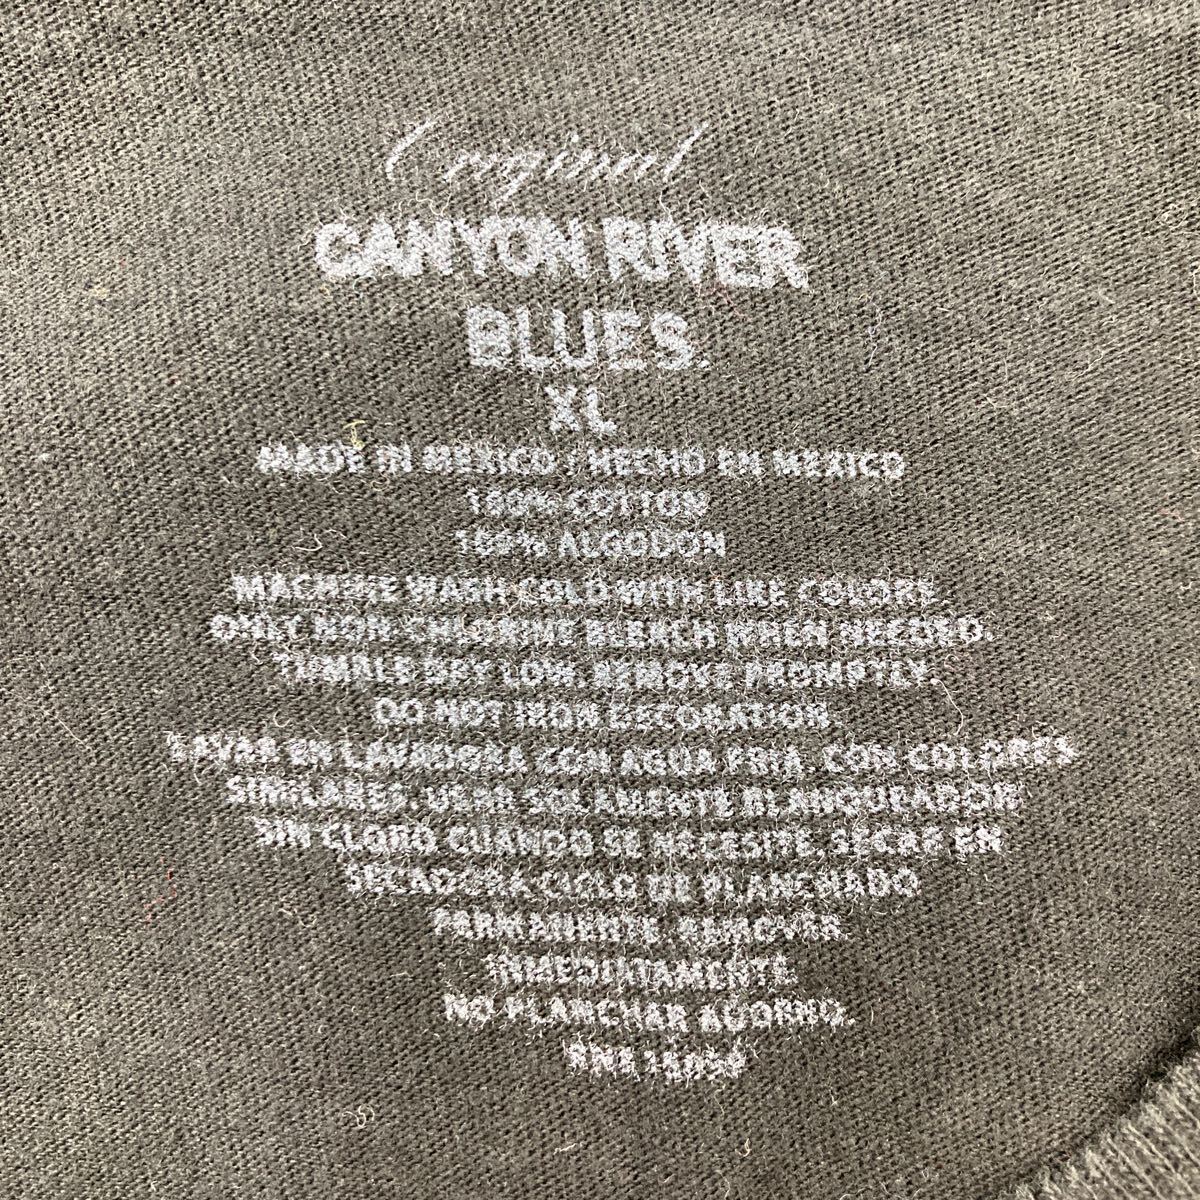 Original
CANYON RIVER
BLUES.
XL
MADE IN MEXICO / HECHO EN MEXICO
100% COTTON
100% ALGODON
MACHINE WASH COLD WITH LIKE COLORS.
ONLY NON-CHLORINE BLEACH WHEN NEEDED.
TUMBLE DRY LOW. REMOVE PROMPTLY.
DO NOT IRON DECORATION.
LAVAR EN LAVADORA CON AGUA FRIA. CON COLORES
SIMILARES. USAR SOLAMENTE BLANQUEADOR
SIN CLORO CUANDO SE NECESITE. SECAR EN
SECADORA CICLO DE PLANCHADO
PERMANENTE. REMOVER
INMEDIATAMENTE
NO PLANCHAR ADORNO.